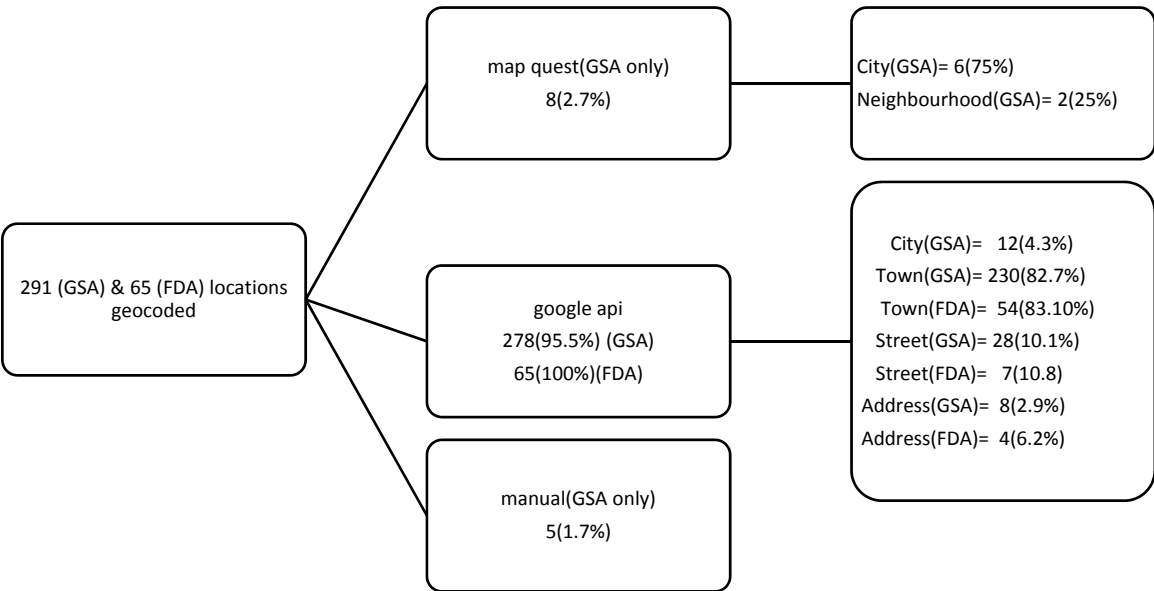 291 (GSA) & 65 (FDA) locations
geocoded
map quest(GSA only)
8(2.7%)
City(GSA)= 6(75%)
Neighbourhood(GSA)= 2(25%)
google api
278(95.5%) (GSA)
65(100%)(FDA)
City(GSA)= 12(4.3%)
Town(GSA)= 230(82.7%)
Town(FDA)= 54(83.10%)
Street(GSA)= 28(10.1%)
Street(FDA)= 7(10.8)
Address(GSA)= 8(2.9%)
Address(FDA)= 4(6.2%)
manual(GSA only)
5(1.7%)